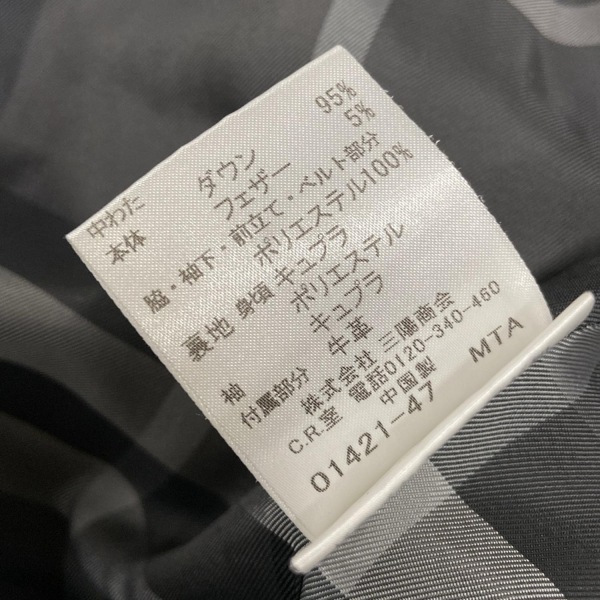 中わた
本体 ダウン 95%
フェザー 5%
脇・袖下・前立て・ベルト部分
ポリエステル100%
裏地 身頃 キュプラ
ポリエステル
袖 キュプラ
付属部分 牛革
株式会社 三陽商会
C.R.室 電話0120-340-460
中国製
01421-47 MTA